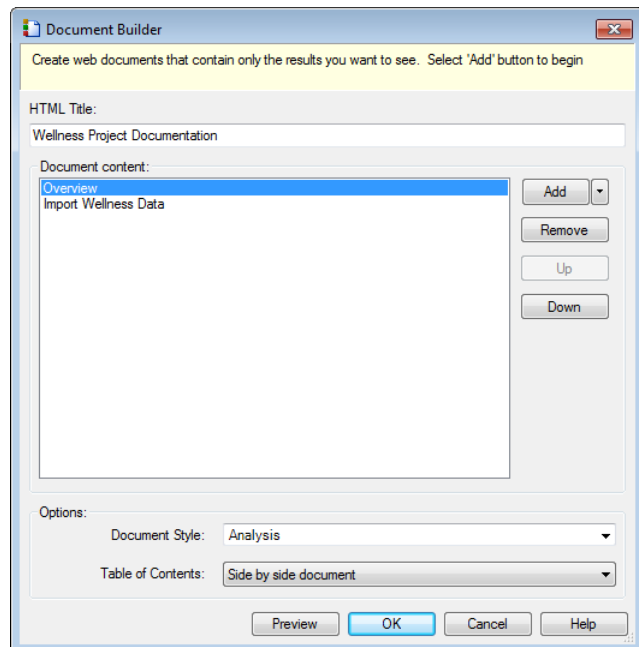 Document Builder
Create web documents that contain only the results you want to see. Select 'Add' button to begin
HTML Title:
Wellness Project Documentation
Document content:
Overview
Import Wellness Data
Add
Remove
Up
Down
Options:
Document Style: Analysis
Table of Contents: Side by side document
Preview OK Cancel Help